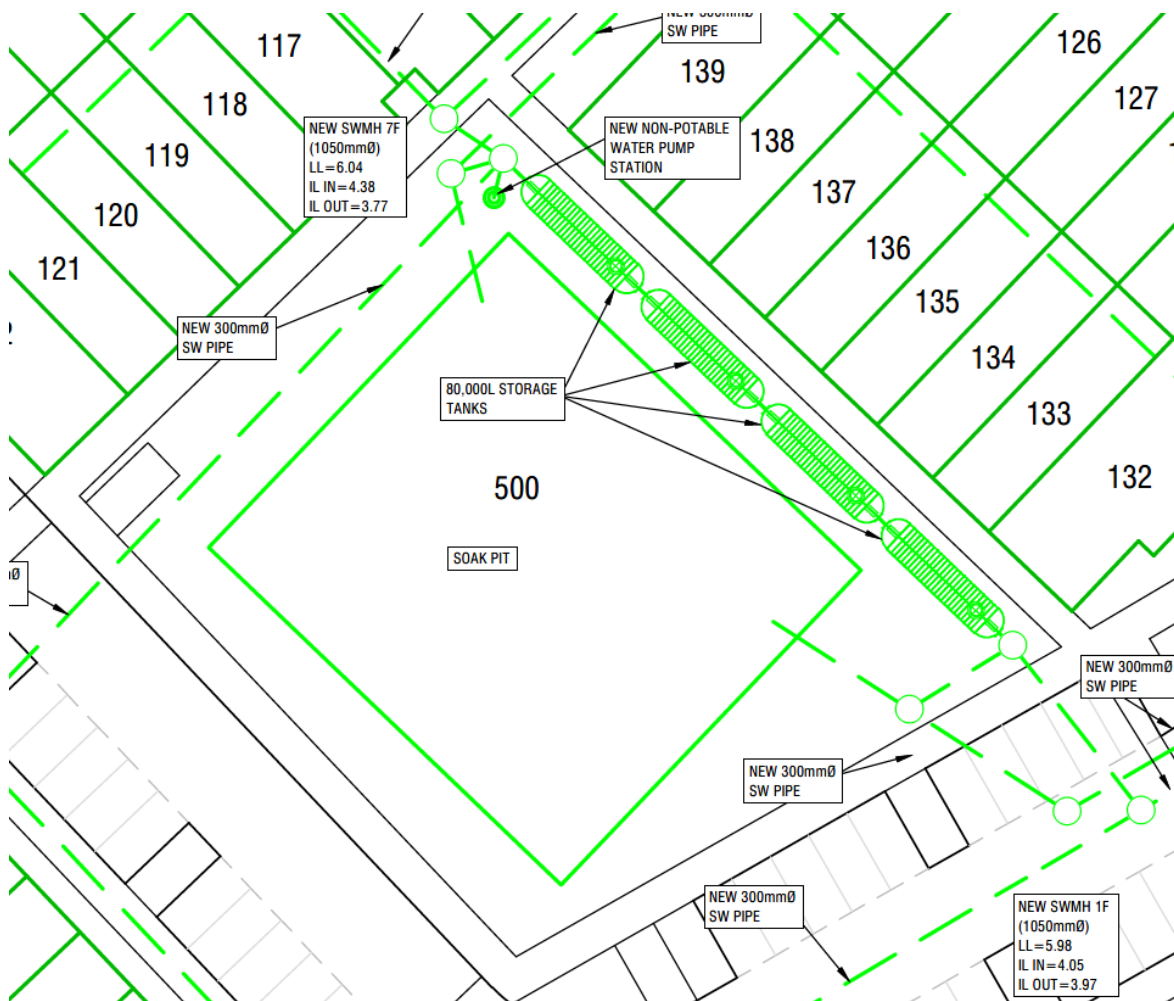 NEW 300mmØ
SW PIPE
117
126
139
127
118
138
NEW SWMH 7F
(1050mmØ)
LL=6.04
IL IN=4.38
IL OUT=3.77
NEW NON-POTABLE
WATER PUMP
STATION
119
137
120
136
121
135
NEW 300mmØ
SW PIPE
134
80,000L STORAGE
TANKS
133
132
500
SOAK PIT
NEW 300mmØ
SW PIPE
NEW 300mmØ
SW PIPE
NEW 300mmØ
SW PIPE
NEW SWMH 1F
(1050mmØ)
LL=5.98
IL IN=4.05
IL OUT=3.97